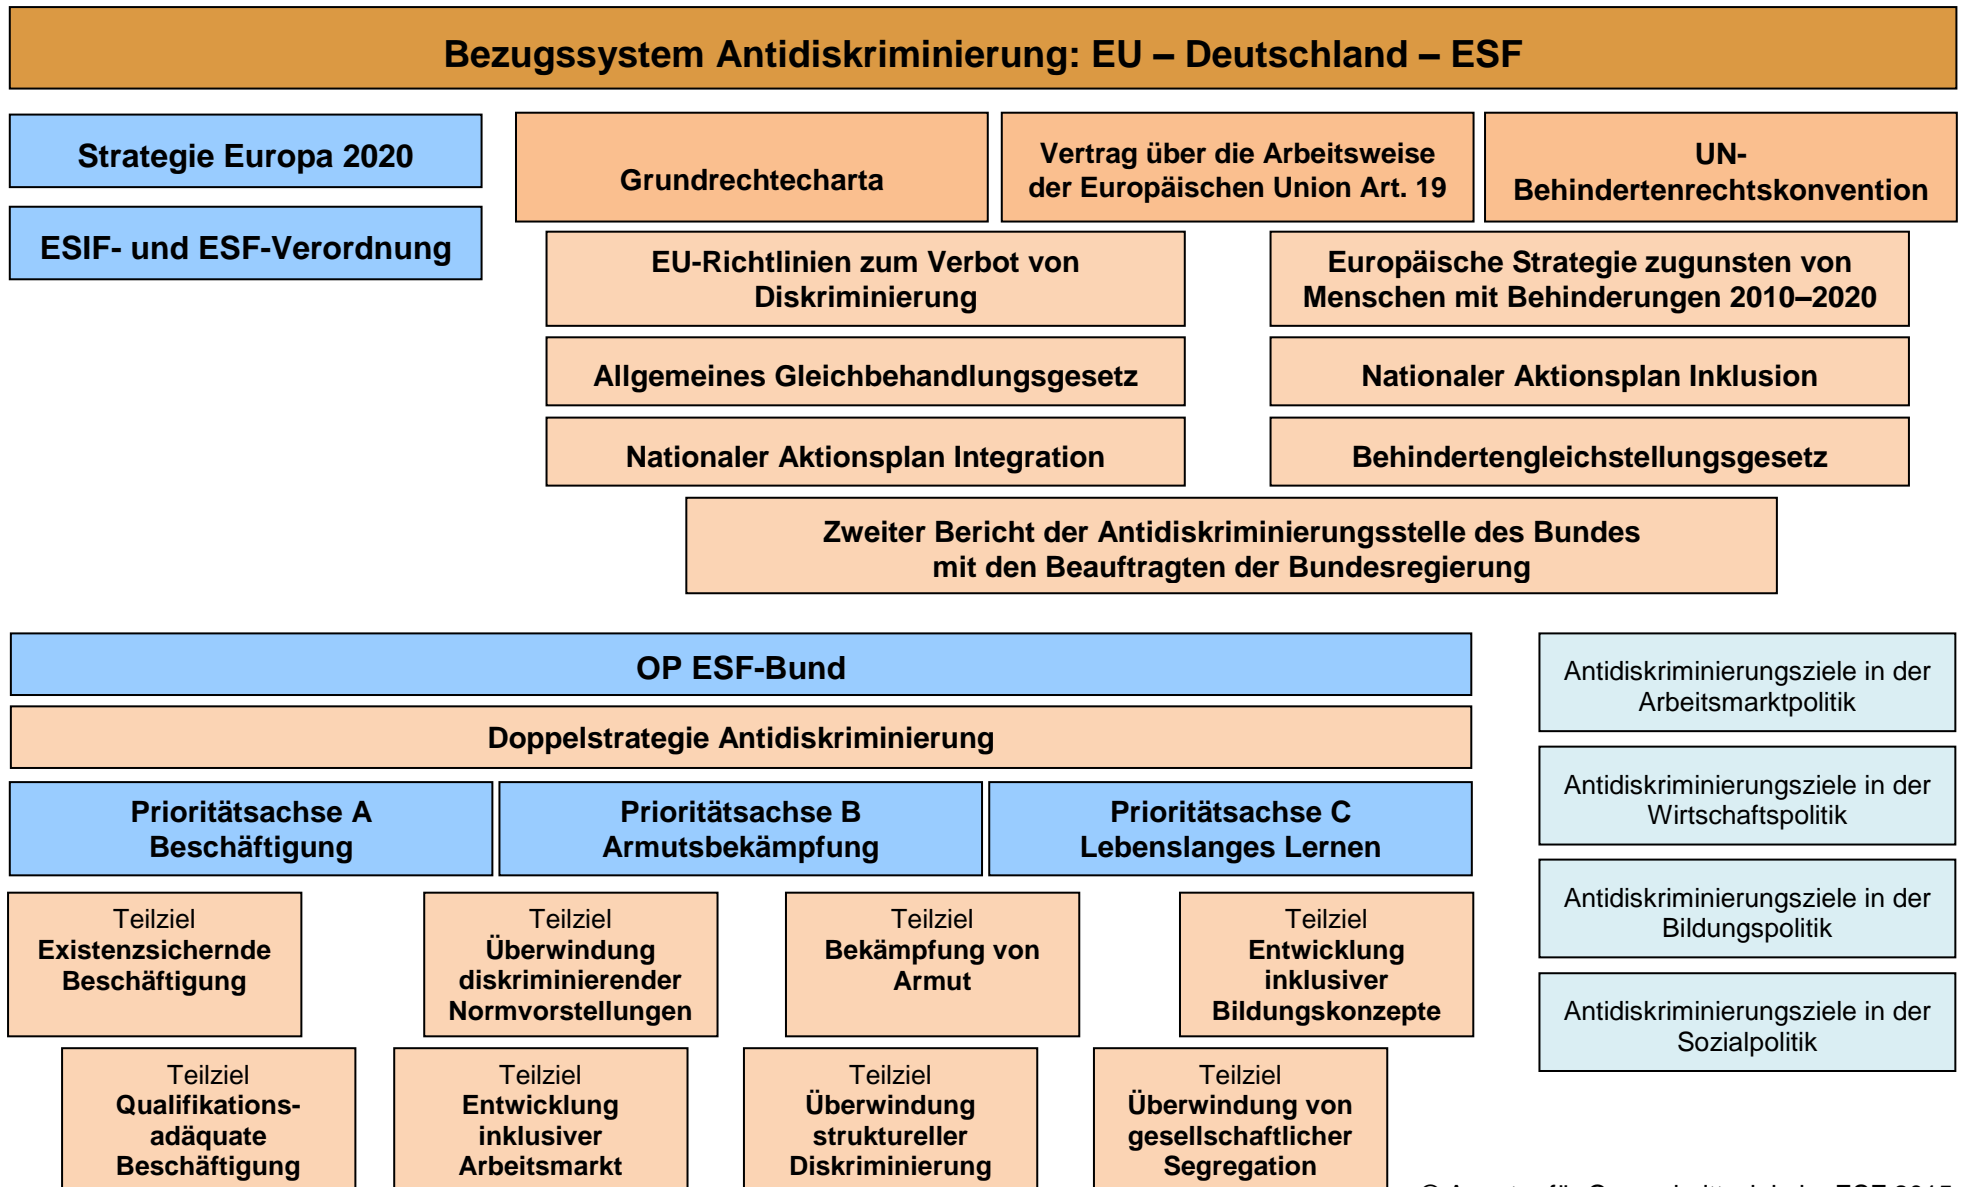 Bezugssystem Antidiskriminierung: EU – Deutschland – ESF
Strategie Europa 2020
ESIF- und ESF-Verordnung
Grundrechtecharta
Vertrag über die Arbeitsweise
der Europäischen Union Art. 19
UN-
Behindertenrechtskonvention
EU-Richtlinien zum Verbot von
Diskriminierung
Europäische Strategie zugunsten von
Menschen mit Behinderungen 2010–2020
Allgemeines Gleichbehandlungsgesetz
Nationaler Aktionsplan Inklusion
Nationaler Aktionsplan Integration
Behindertengleichstellungsgesetz
Zweiter Bericht der Antidiskriminierungsstelle des Bundes
mit den Beauftragten der Bundesregierung
OP ESF-Bund
Doppelstrategie Antidiskriminierung
Prioritätsachse A
Beschäftigung
Prioritätsachse B
Armutsbekämpfung
Prioritätsachse C
Lebenslanges Lernen
Teilziel
Existenzsichernde
Beschäftigung
Teilziel
Überwindung
diskriminierender
Normvorstellungen
Teilziel
Bekämpfung von
Armut
Teilziel
Entwicklung
inklusiver
Bildungskonzepte
Teilziel
Qualifikations-
adäquate
Beschäftigung
Teilziel
Entwicklung
inklusiver
Arbeitsmarkt
Teilziel
Überwindung
struktureller
Diskriminierung
Teilziel
Überwindung von
gesellschaftlicher
Segregation
Antidiskriminierungsziele in der
Arbeitsmarktpolitik
Antidiskriminierungsziele in der
Wirtschaftspolitik
Antidiskriminierungsziele in der
Bildungspolitik
Antidiskriminierungsziele in der
Sozialpolitik